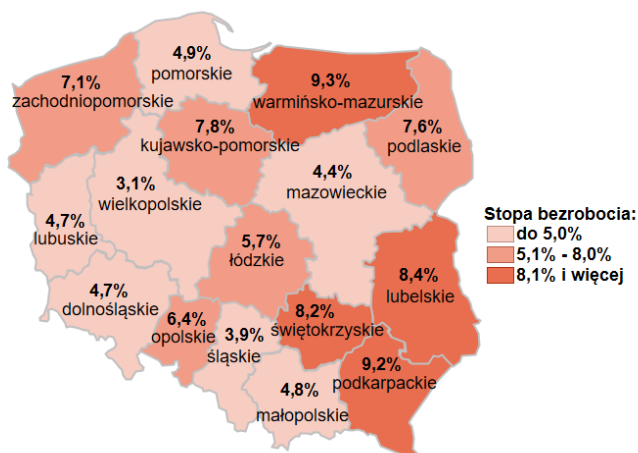 4,9%
pomorskie
7,1%
zachodniopomorskie
9,3%
warmińsko-mazurskie
7,8%
kujawsko-pomorskie
7,6%
podlaskie
4,4%
mazowieckie
3,1%
wielkopolskie
4,7%
lubuskie
5,7%
łódzkie
4,7%
dolnośląskie
6,4%
opolskie
3,9%
śląskie
8,2%
świętokrzyskie
8,4%
lubelskie
4,8%
małopolskie
9,2%
podkarpackie
Stopa bezrobocia:
do 5,0%
5,1% - 8,0%
8,1% i więcej